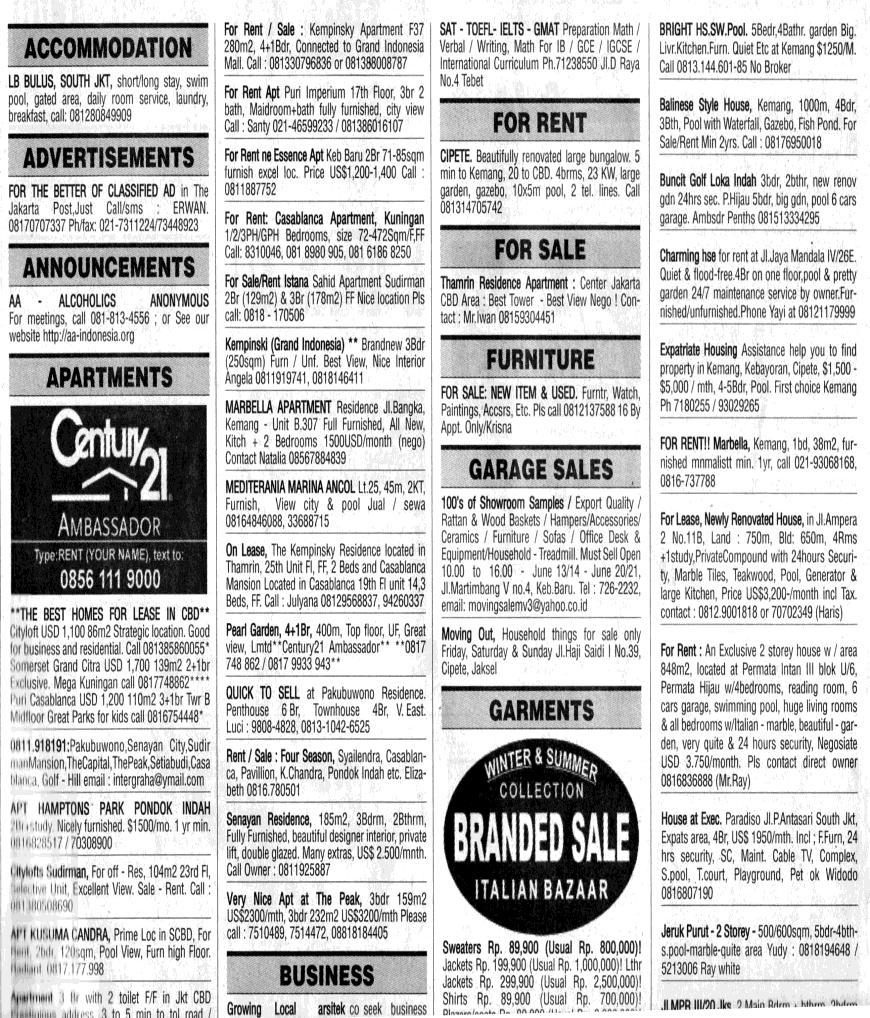 ACCOMMODATION
LB BULUS, SOUTH JKT, short/long stay, swim
pool, gated area, daily room service, laundry,
breakfast, call: 081280849909
ADVERTISEMENTS
FOR THE BETTER OF CLASSIFIED AD in The
Jakarta Post,Just Call/sms : ERWAN.
08170707337 Ph/fax: 021-7311224/73448923
ANNOUNCEMENTS
AA - ALCOHOLICS ANONYMOUS
For meetings, call 081-813-4556 ; or See our
website http://aa-indonesia.org
APARTMENTS
Century 21
AMBASSADOR
Type:RENT (YOUR NAME), text to:
0856 111 9000
**THE BEST HOMES FOR LEASE IN CBD**
Cityloft USD 1,100 86m2 Strategic location. Good
for business and residential. Call 081385860055*
Somerset Grand Citra USD 1,700 139m2 2+1br
Exclusive. Mega Kuningan call 0817748862****
Puri Casablanca USD 1,200 110m2 3+1br Twr B
Midfloor Great Parks for kids call 0816754448*
0811.918191:Pakubuwono,Senayan City,Sudir
manMansion,TheCapital,ThePeak,Setiabudi,Casa
blanca, Golf - Hill email : intergraha@ymail.com
APT HAMPTONS PARK PONDOK INDAH
2Br+study. Nicely furnished. $1500/mo. 1 yr min.
0816828517 / 70308900
Citylofts Sudirman, For off - Res, 104m2 23rd Fl,
Selective Unit, Excellent View. Sale - Rent. Call :
081380508690
APT KUSUMA CANDRA, Prime Loc in SCBD, For
Rent, 2bdr, 120sqm, Pool View, Furn high Floor.
0817.177.998
Apartment 3 Br with 2 toilet F/F in Jkt CBD
address, 3 to 5 min to tol road /
For Rent / Sale : Kempinsky Apartment F37
280m2, 4+1Bdr, Connected to Grand Indonesia
Mall. Call : 081330796836 or 081388008787
For Rent Apt Puri Imperium 17th Floor, 3br 2
bath, Maidroom+bath fully furnished, city view
Call : Santy 021-46599233 / 081386016107
For Rent ne Essence Apt Keb Baru 2Br 71-85sqm
furnish excel loc. Price US$1,200-1,400 Call :
0811887752
For Rent: Casablanca Apartment, Kuningan
1/2/3PH/GPH Bedrooms, size 72-472Sqm/F,FF
Call: 8310046, 081 8980 905, 081 6186 8250
For Sale/Rent Istana Sahid Apartment Sudirman
2Br (129m2) & 3Br (178m2) FF Nice location Pls
call: 0818 - 170506
Kempinski (Grand Indonesia) ** Brandnew 3Bdr
(250sqm) Furn / Unf. Best View, Nice Interior
Angela 0811919741, 0818146411
MARBELLA APARTMENT Residence Jl.Bangka,
Kemang - Unit B.307 Full Furnished, All New,
Kitch + 2 Bedrooms 1500USD/month (nego)
Contact Natalia 08567884839
MEDITERANIA MARINA ANCOL Lt.25, 45m, 2KT,
Furnish, View city & pool Jual / sewa
08164846088, 33688715
On Lease, The Kempinsky Residence located in
Thamrin, 25th Unit Fl, FF, 2 Beds and Casablanca
Mansion Located in Casablanca 19th Fl unit 14,3
Beds, FF. Call : Julyana 08129568837, 94260337
Pearl Garden, 4+1Br, 400m, Top floor, UF, Great
view, Lmtd**Century21 Ambassador** **0817
748 862 / 0817 9933 943**
QUICK TO SELL at Pakubuwono Residence.
Penthouse 6 Br, Townhouse 4Br, V. East.
Luci : 9808-4828, 0813-1042-6525
Rent / Sale : Four Season, Syailendra, Casablan-
ca, Pavillion, K.Chandra, Pondok Indah etc. Eliza-
beth 0816.780501
Senayan Residence, 185m2, 3Bdrm, 2Bthrm,
Fully Furnished, beautiful designer interior, private
lift, double glazed. Many extras, US$ 2.500/mnth.
Call Owner : 0811925887
Very Nice Apt at The Peak, 3bdr 159m2
US$2300/mth, 3bdr 232m2 US$3200/mth Please
call : 7510489, 7514472, 08818184405
BUSINESS
Growing Local arsitek co seek business
SAT - TOEFL- IELTS - GMAT Preparation Math /
Verbal / Writing, Math For IB / GCE / IGCSE /
International Curriculum Ph.71238550 Jl.D Raya
No.4 Tebet
FOR RENT
CIPETE. Beautifully renovated large bungalow. 5
min to Kemang, 20 to CBD. 4brms, 23 KW, large
garden, gazebo, 10x5m pool, 2 tel. lines. Call
081314705742
FOR SALE
Thamrin Residence Apartment : Center Jakarta
CBD Area : Best Tower - Best View Nego ! Con-
tact : Mr.Iwan 08159304451
FURNITURE
FOR SALE: NEW ITEM & USED. Furntr, Watch,
Paintings, Accsrs, Etc. Pls call 0812137588 16 By
Appt. Only/Krisna
GARAGE SALES
100's of Showroom Samples / Export Quality /
Rattan & Wood Baskets / Hampers/Accessories/
Ceramics / Furniture / Sofas / Office Desk &
Equipment/Household - Treadmill. Must Sell Open
10.00 to 16.00 - June 13/14 - June 20/21,
Jl.Martimbang V no.4, Keb.Baru. Tel : 726-2232,
email: movingsalemv3@yahoo.co.id
Moving Out, Household things for sale only
Friday, Saturday & Sunday Jl.Haji Saidi I No.39,
Cipete, Jaksel
GARMENTS
WINTER & SUMMER
COLLECTION
BRANDED SALE
ITALIAN BAZAAR
Sweaters Rp. 89,900 (Usual Rp. 800,000)!
Jackets Rp. 199,900 (Usual Rp. 1,000,000)! Lthr
Jackets Rp. 299,900 (Usual Rp. 2,500,000)!
Shirts Rp. 89,900 (Usual Rp. 700,000)!
BRIGHT HS.SW.Pool. 5Bedr,4Bathr. garden Big.
Livr.Kitchen.Furn. Quiet Etc at Kemang $1250/M.
Call 0813.144.601-85 No Broker
Balinese Style House, Kemang, 1000m, 4Bdr,
3Bth, Pool with Waterfall, Gazebo, Fish Pond. For
Sale/Rent Min 2yrs. Call : 08176950018
Buncit Golf Loka Indah 3bdr, 2bthr, new renov
gdn 24hrs sec. P.Hijau 5bdr, big gdn, pool 6 cars
garage. Ambsdr Penths 081513334295
Charming hse for rent at Jl.Jaya Mandala IV/26E.
Quiet & flood-free.4Br on one floor,pool & pretty
garden 24/7 maintenance service by owner.Fur-
nished/unfurnished.Phone Yayi at 08121179999
Expatriate Housing Assistance help you to find
property in Kemang, Kebayoran, Cipete, $1,500 -
$5,000 / mth, 4-5Bdr, Pool. First choice Kemang
Ph 7180255 / 93029265
FOR RENT!! Marbella, Kemang, 1bd, 38m2, fur-
nished mnmalistt min. 1yr, call 021-93068168,
0816-737788
For Lease, Newly Renovated House, in Jl.Ampera
2 No.11B, Land : 750m, Bld: 650m, 4Rms
+1study,PrivateCompound with 24hours Securi-
ty, Marble Tiles, Teakwood, Pool, Generator &
large Kitchen, Price US$3,200-/month incl Tax.
contact : 0812.9001818 or 70702349 (Haris)
For Rent : An Exclusive 2 storey house w / area
848m2, located at Permata Intan III blok U/6,
Permata Hijau w/4bedrooms, reading room, 6
cars garage, swimming pool, huge living rooms
& all bedrooms w/Italian - marble, beautiful - gar-
den, very quite & 24 hours security, Negosiate
USD 3.750/month. Pls contact direct owner
0816836888 (Mr.Ray)
House at Exec. Paradiso Jl.P.Antasari South Jkt,
Expats area, 4Br, US$ 1950/mth. Incl ; F.Furn, 24
hrs security, SC, Maint. Cable TV, Complex,
S.pool, T.court, Playground, Pet ok Widodo
0816807190
Jeruk Purut - 2 Storey - 500/600sqm, 5bdr-4bth-
s.pool-marble-quite area Yudy : 0818194648 /
5213006 Ray white